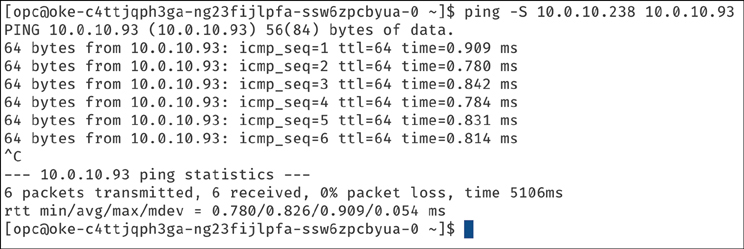 [opc@oke-c4ttjqph3ga-ng23fijlpfa-ssw6zpcbyua-0 ~]$ ping -S 10.0.10.238 10.0.10.93
PING 10.0.10.93 (10.0.10.93) 56(84) bytes of data.
64 bytes from 10.0.10.93: icmp_seq=1 ttl=64 time=0.909 ms
64 bytes from 10.0.10.93: icmp_seq=2 ttl=64 time=0.780 ms
64 bytes from 10.0.10.93: icmp_seq=3 ttl=64 time=0.842 ms
64 bytes from 10.0.10.93: icmp_seq=4 ttl=64 time=0.784 ms
64 bytes from 10.0.10.93: icmp_seq=5 ttl=64 time=0.831 ms
64 bytes from 10.0.10.93: icmp_seq=6 ttl=64 time=0.814 ms
^C
--- 10.0.10.93 ping statistics ---
6 packets transmitted, 6 received, 0% packet loss, time 5106ms
rtt min/avg/max/mdev = 0.780/0.826/0.909/0.054 ms
[opc@oke-c4ttjqph3ga-ng23fijlpfa-ssw6zpcbyua-0 ~]$